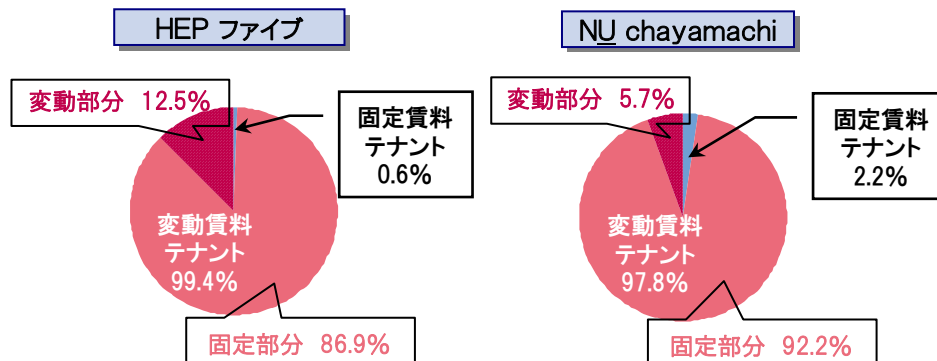 HEP ファイブ
変動部分 12.5%
固定賃料
テナント
0.6%
変動賃料
テナント
99.4%
固定部分 86.9%
NU chayamachi
変動部分 5.7%
固定賃料
テナント
2.2%
変動賃料
テナント
97.8%
固定部分 92.2%